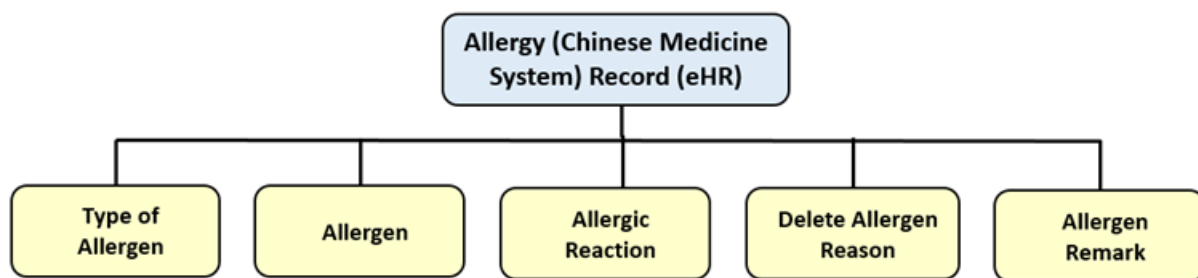 Allergy (Chinese Medicine
System) Record (eHR)
Type of
Allergen
Allergen
Allergic
Reaction
Delete Allergen
Reason
Allergen
Remark